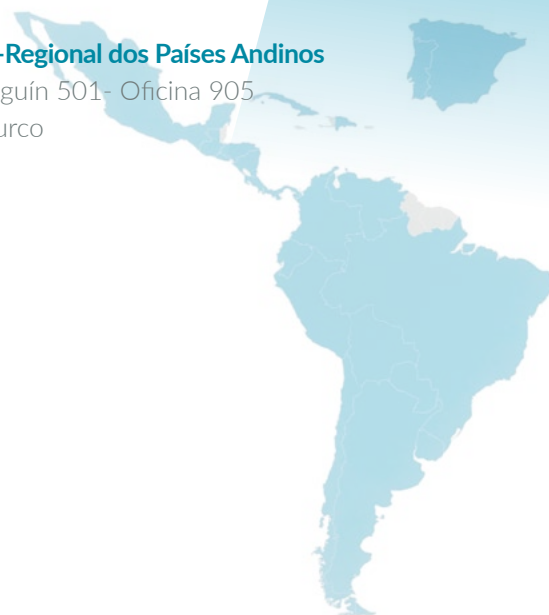 -Regional dos Países Andinos
guín 501- Oficina 905
urco